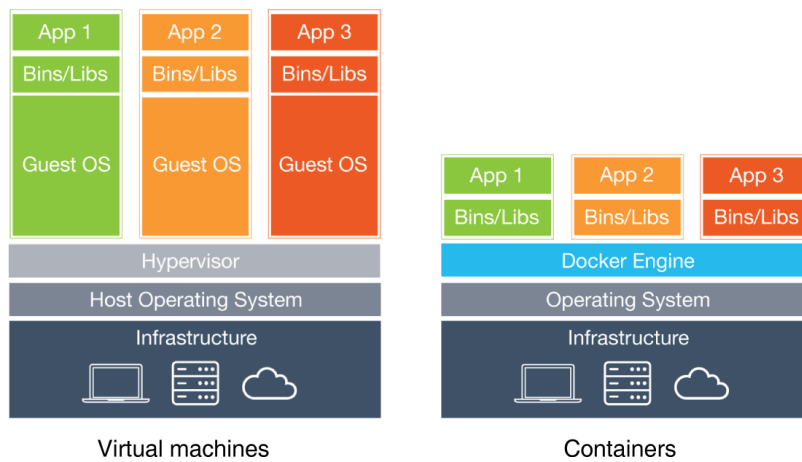 App 1
App 2
App 3
Bins/Libs
Bins/Libs
Bins/Libs
Guest OS
Guest OS
Guest OS
Hypervisor
Host Operating System
Infrastructure
Virtual machines
App 1
App 2
App 3
Bins/Libs
Bins/Libs
Bins/Libs
Docker Engine
Operating System
Infrastructure
Containers